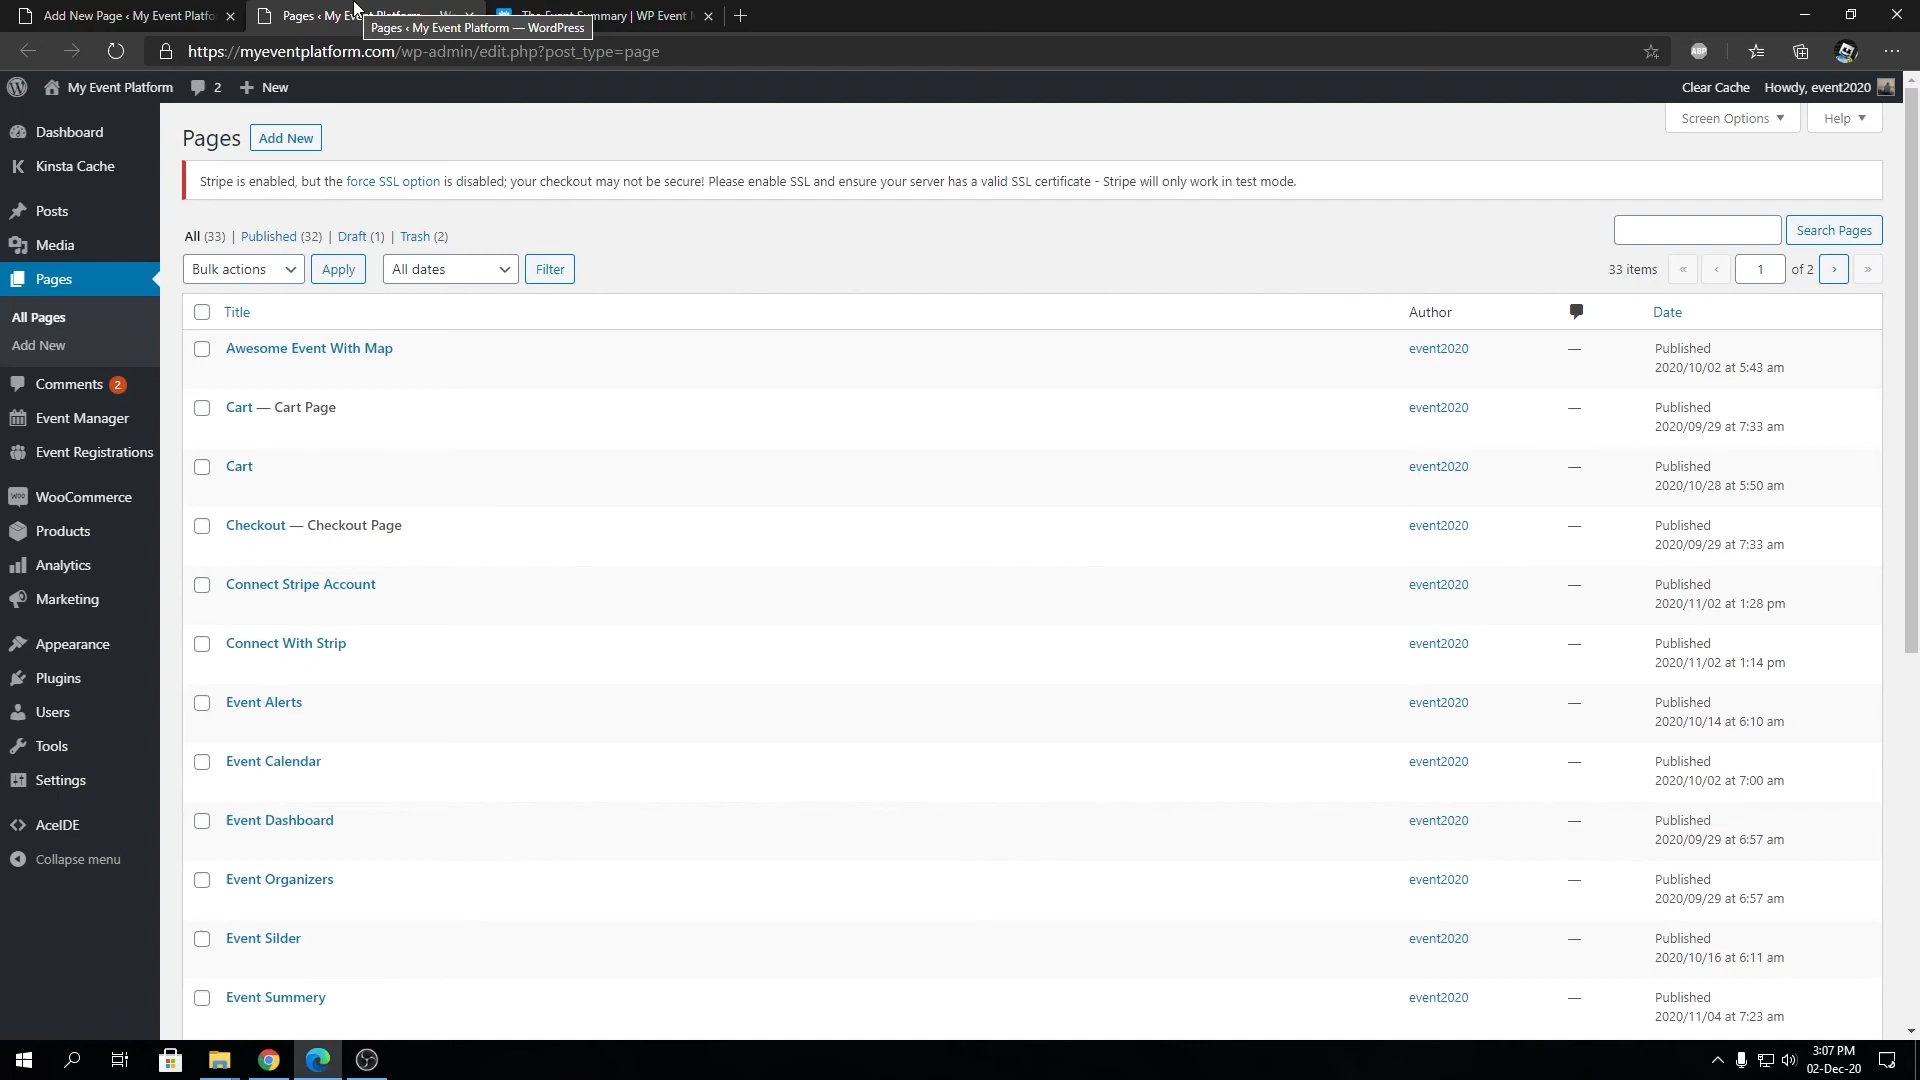 Add New Page ‹ My Event Platfo
Pages ‹ My Event Platform — W
The Event Summary | WP Event M
Pages ‹ My Event Platform — WordPress
https://myeventplatform.com/wp-admin/edit.php?post_type=page
ABP
My Event Platform
2
New
Clear Cache
Howdy, event2020
Dashboard
Kinsta Cache
Posts
Media
Pages
All Pages
Add New
Comments 2
Event Manager
Event Registrations
WooCommerce
Products
Analytics
Marketing
Appearance
Plugins
Users
Tools
Settings
AceIDE
Collapse menu
Screen Options
Help
Pages Add New
Stripe is enabled, but the force SSL option is disabled; your checkout may not be secure! Please enable SSL and ensure your server has a valid SSL certificate - Stripe will only work in test mode.
All (33) | Published (32) | Draft (1) | Trash (2)
Search Pages
Bulk actions Apply All dates Filter
33 items « ‹ 1 of 2 › »
Title Author Date
Awesome Event With Map event2020 — Published
2020/10/02 at 5:43 am
Cart — Cart Page event2020 — Published
2020/09/29 at 7:33 am
Cart event2020 — Published
2020/10/28 at 5:50 am
Checkout — Checkout Page event2020 — Published
2020/09/29 at 7:33 am
Connect Stripe Account event2020 — Published
2020/11/02 at 1:28 pm
Connect With Strip event2020 — Published
2020/11/02 at 1:14 pm
Event Alerts event2020 — Published
2020/10/14 at 6:10 am
Event Calendar event2020 — Published
2020/10/02 at 7:00 am
Event Dashboard event2020 — Published
2020/09/29 at 6:57 am
Event Organizers event2020 — Published
2020/09/29 at 6:57 am
Event Silder event2020 — Published
2020/10/16 at 6:11 am
Event Summery event2020 — Published
2020/11/04 at 7:23 am
3:07 PM
02-Dec-20